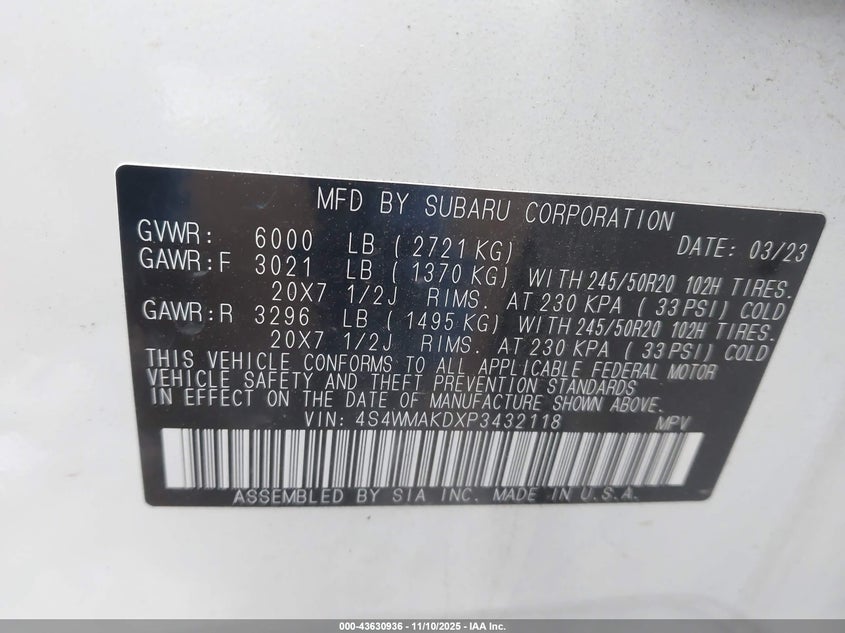 MFD BY SUBARU CORPORATION
GVWR: 6000 LB ( 2721 KG) DATE: 03/23
GAWR:F 3021 LB ( 1370 KG) WITH 245/50R20 102H TIRES.
20X7 1/2J RIMS. AT 230 KPA ( 33 PSI) COLD
GAWR:R 3296 LB ( 1495 KG) WITH 245/50R20 102H TIRES.
20X7 1/2J RIMS. AT 230 KPA ( 33 PSI) COLD
THIS VEHICLE CONFORMS TO ALL APPLICABLE FEDERAL MOTOR
VEHICLE SAFETY AND THEFT PREVENTION STANDARDS
IN EFFECT ON THE DATE OF MANUFACTURE SHOWN ABOVE.
VIN: 4S4WMAKDXP3432118 MPV
ASSEMBLED BY SIA INC. MADE IN U.S.A.
000-43630936 - 11/10/2025 - IAA Inc.